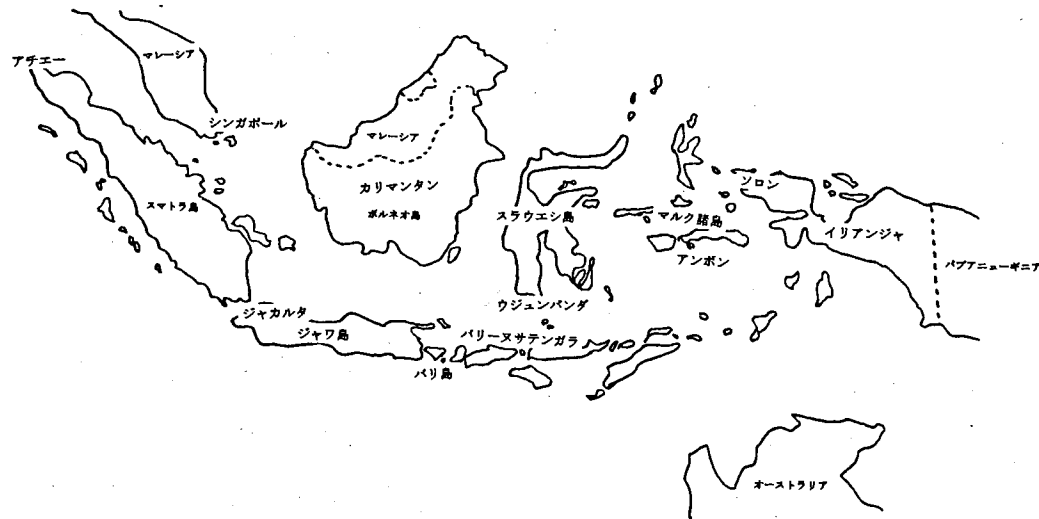 マレーシア
アチエー
シンガポール
マレーシア
カリマンタン
ボルネオ島
スマトラ島
スラウエシ島
ソロン
マルク諸島
イリアンジャ
アンボン
パプアニューギニア
ウジュンパンダ
ジャカルタ
ジャワ島
バリーヌサテンガラ
バリ島
オーストラリア